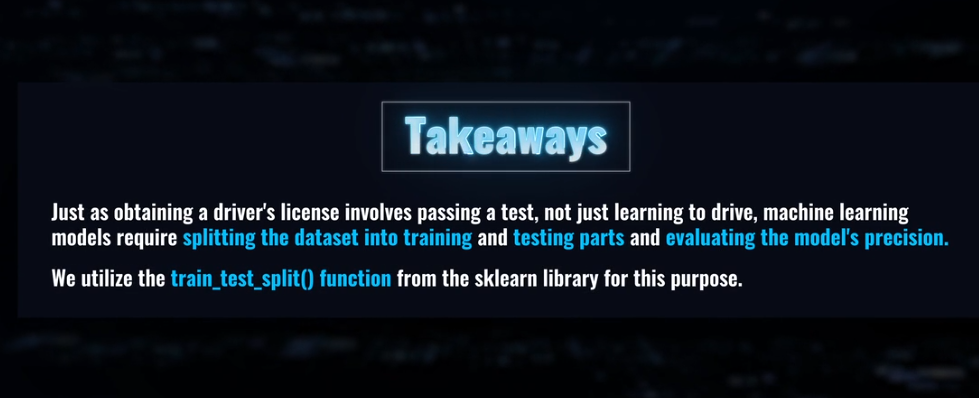 Takeaways
Just as obtaining a driver's license involves passing a test, not just learning to drive, machine learning
models require splitting the dataset into training and testing parts and evaluating the model's precision.
We utilize the train_test_split() function from the sklearn library for this purpose.